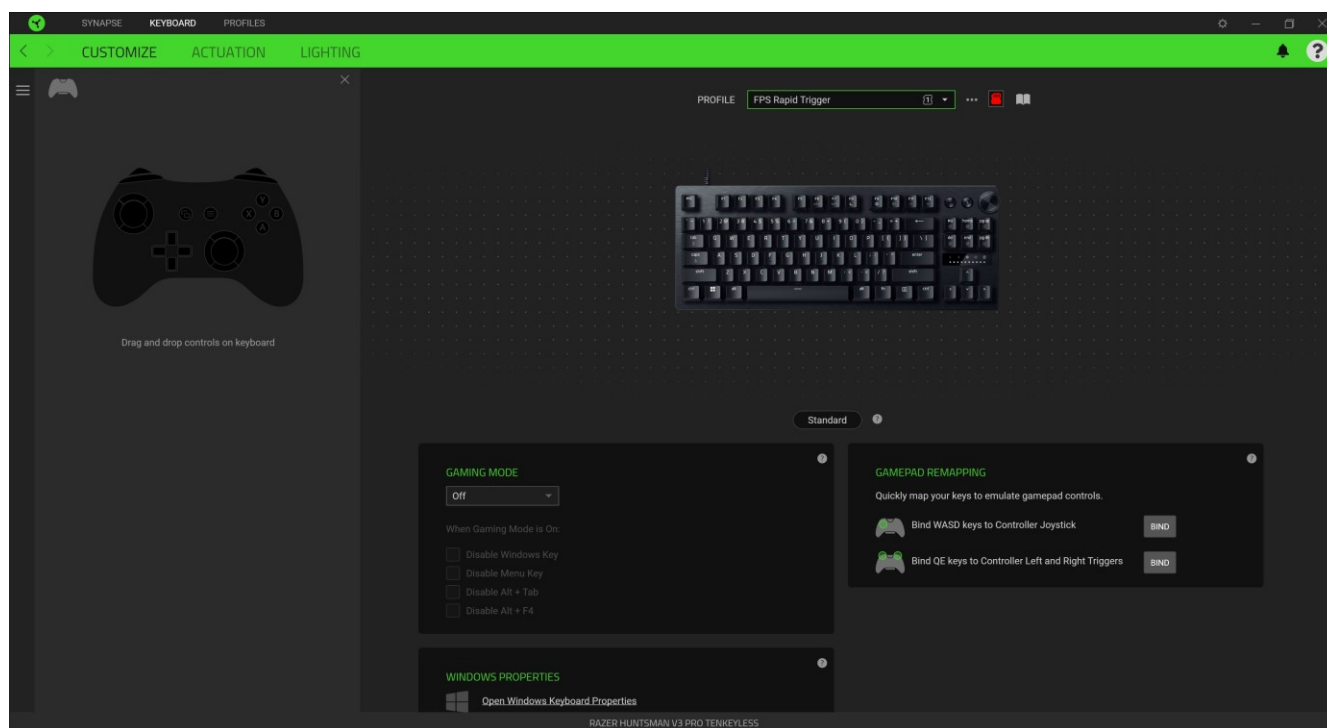 SYNAPSE KEYBOARD PROFILES
CUSTOMIZE ACTUATION LIGHTING
?
PROFILE FPS Rapid Trigger 1
Y
X B
A
Drag and drop controls on keyboard
Standard ?
GAMING MODE ?
Off
When Gaming Mode is On:
Disable Windows Key
Disable Menu Key
Disable Alt + Tab
Disable Alt + F4
GAMEPAD REMAPPING ?
Quickly map your keys to emulate gamepad controls.
Bind WASD keys to Controller Joystick BIND
Bind QE keys to Controller Left and Right Triggers BIND
WINDOWS PROPERTIES ?
Open Windows Keyboard Properties
RAZER HUNTSMAN V3 PRO TENKEYLESS